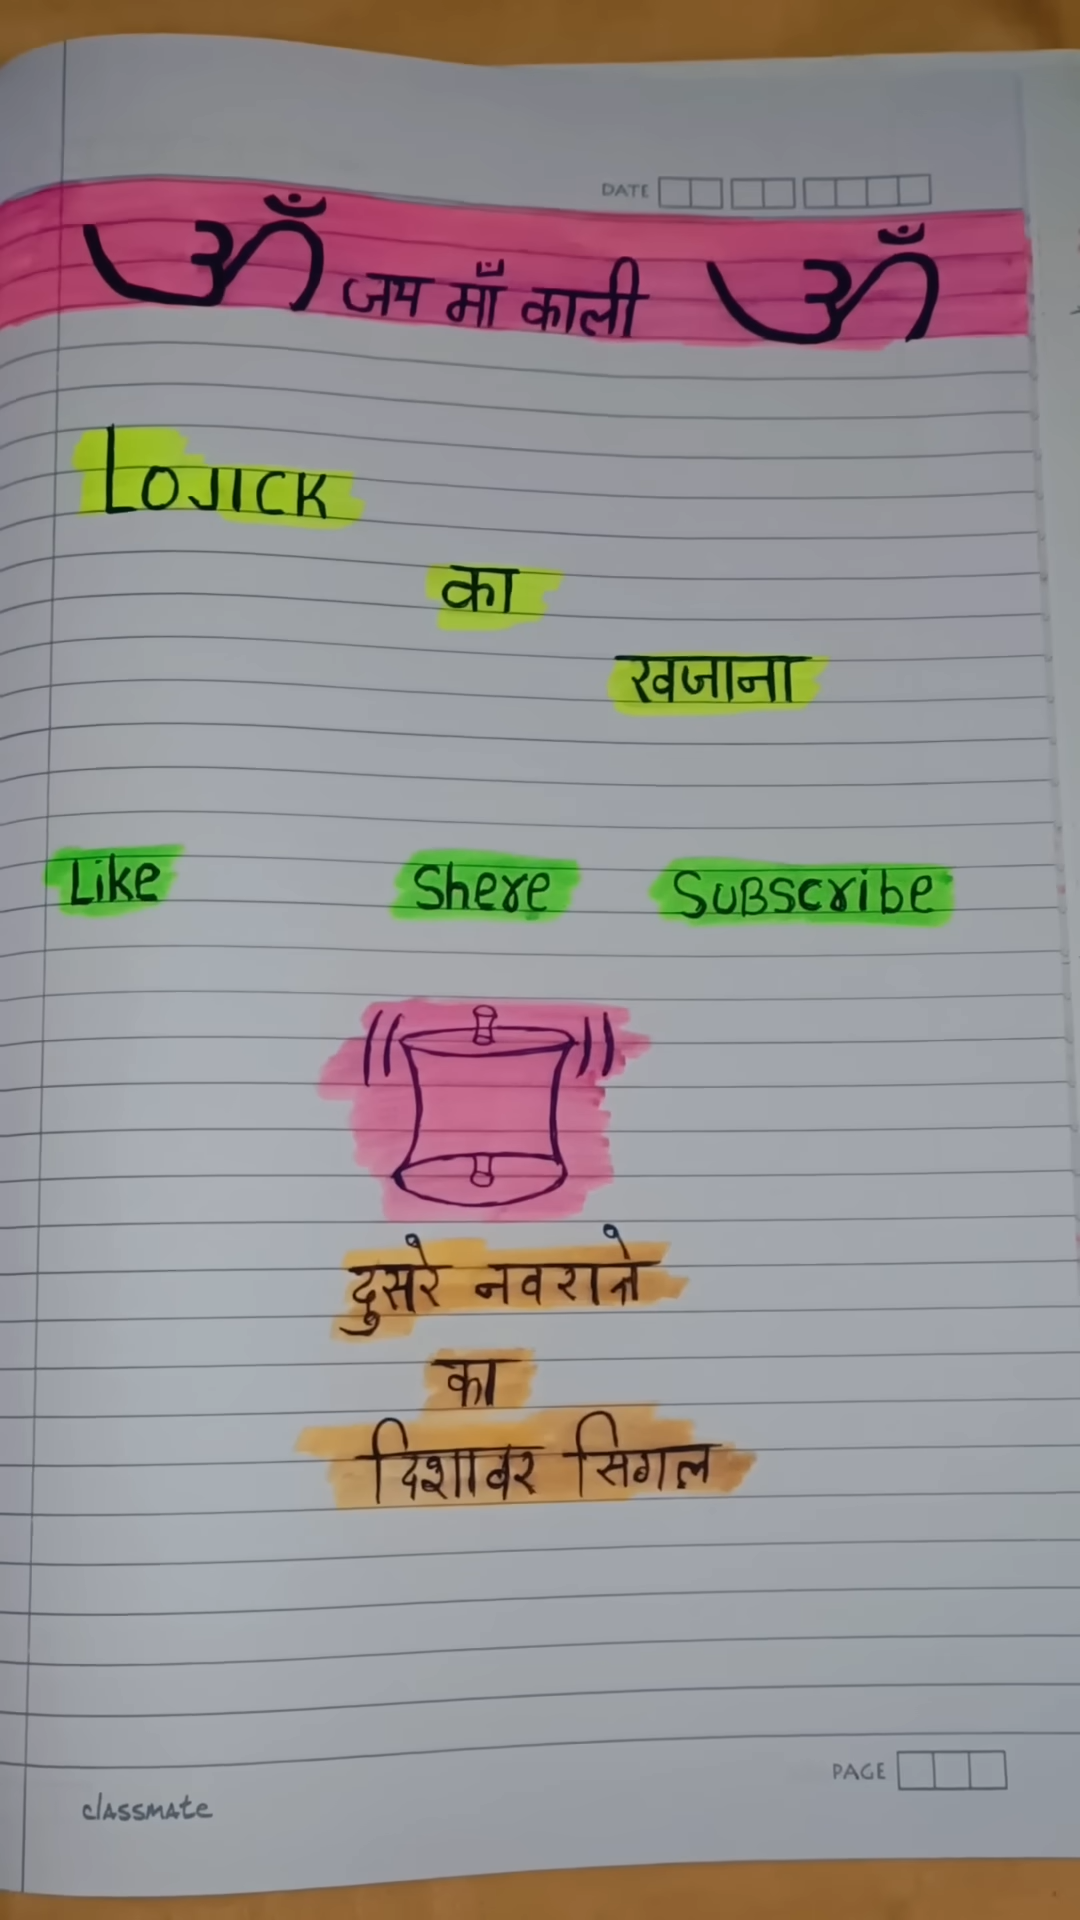 DATE
ॐ जय माँ काली ॐ
LOJICK
का
खजाना
Like Shere SUBScribe
दुसरे नवरात्रे
का
दिशावर सिगल
PAGE
classmate